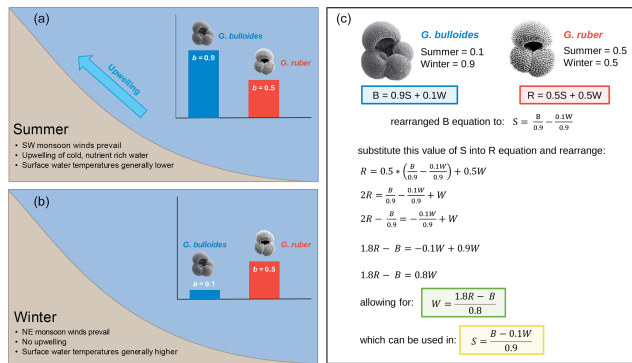 (a)
G. bulloides
b = 0.9
G. ruber
b = 0.5
Upwelling
Summer
• SW monsoon winds prevail
• Upwelling of cold, nutrient rich water
• Surface water temperatures generally lower
(b)
G. bulloides
b = 0.1
G. ruber
b = 0.5
Winter
• NE monsoon winds prevail
• No upwelling
• Surface water temperatures generally higher
(c)
G. bulloides
Summer = 0.1
Winter = 0.9
G. ruber
Summer = 0.5
Winter = 0.5
B = 0.9S + 0.1W
R = 0.5S + 0.5W
rearranged B equation to: S = B/0.9 − 0.1W/0.9
substitute this value of S into R equation and rearrange:
R = 0.5 * (B/0.9 − 0.1W/0.9) + 0.5W
2R = B/0.9 − 0.1W/0.9 + W
2R − B/0.9 = − 0.1W/0.9 + W
1.8R − B = −0.1W + 0.9W
1.8R − B = 0.8W
allowing for: W = 1.8R − B/0.8
which can be used in: S = B − 0.1W/0.9